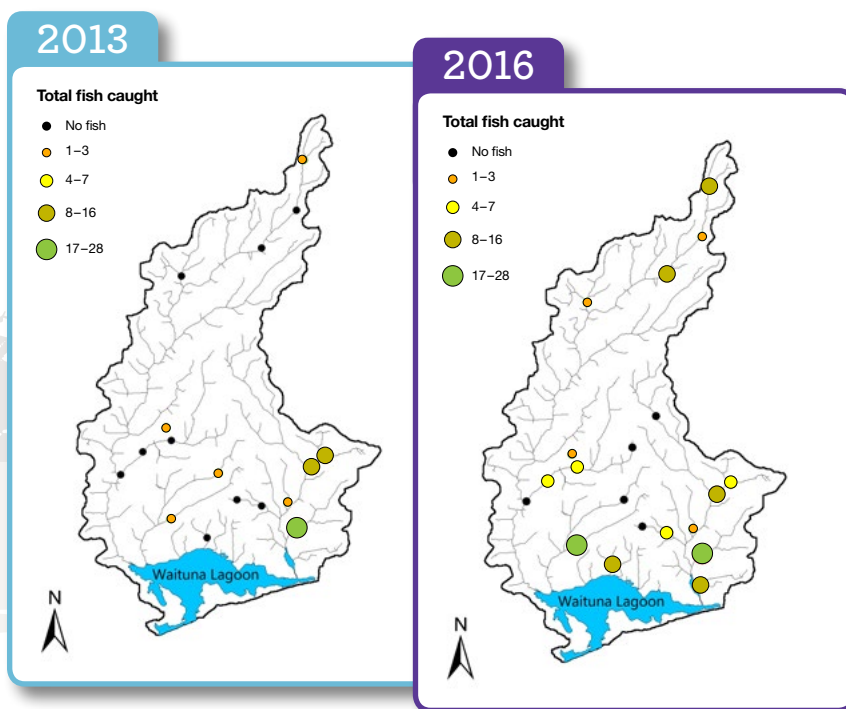 2013
Total fish caught
No fish
1–3
4–7
8–16
17–28
Waituna Lagoon
N
2016
Total fish caught
No fish
1–3
4–7
8–16
17–28
Waituna Lagoon
N